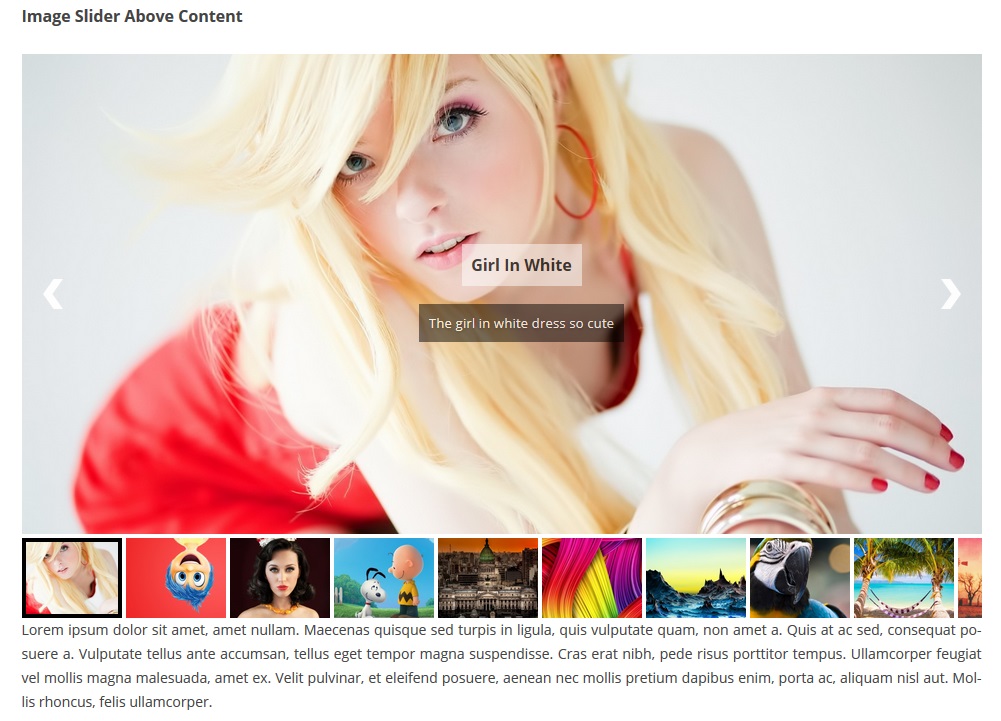 Image Slider Above Content
Girl In White
The girl in white dress so cute
Lorem ipsum dolor sit amet, amet nullam. Maecenas quisque sed turpis in ligula, quis vulputate quam, non amet a. Quis at ac sed, consequat po-
suere a. Vulputate tellus ante accumsan, tellus eget tempor magna suspendisse. Cras erat nibh, pede risus porttitor tempus. Ullamcorper feugiat
vel mollis magna malesuada, amet ex. Velit pulvinar, et eleifend posuere, aenean nec mollis pretium dapibus enim, porta ac, aliquam nisl aut. Mol-
lis rhoncus, felis ullamcorper.